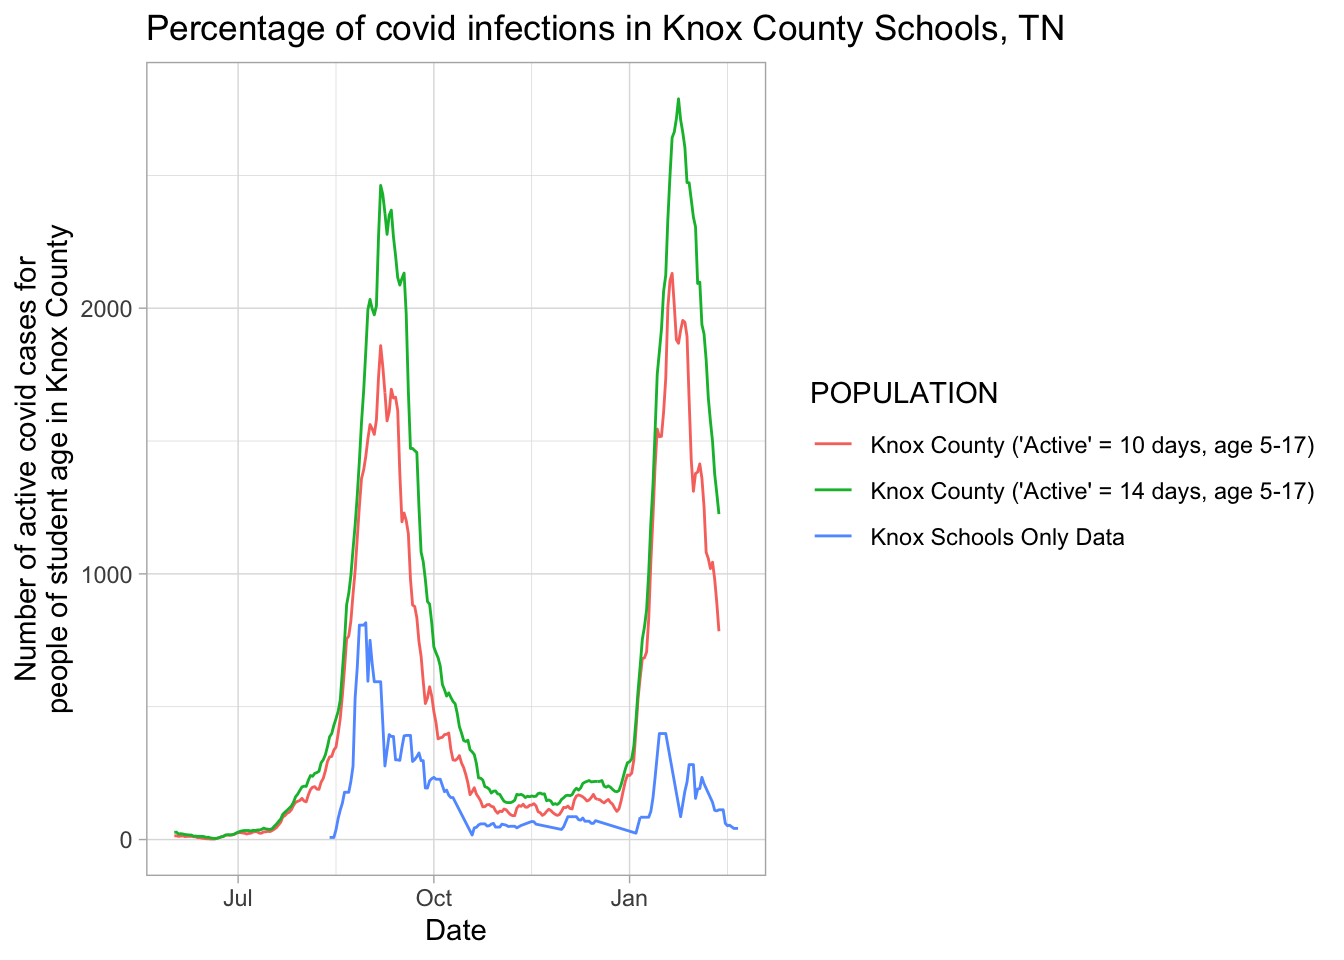 Percentage of covid infections in Knox County Schools, TN
Number of active covid cases for
people of student age in Knox County
2000
1000
0
Jul
Oct
Jan
Date
POPULATION
Knox County ('Active' = 10 days, age 5-17)
Knox County ('Active' = 14 days, age 5-17)
Knox Schools Only Data